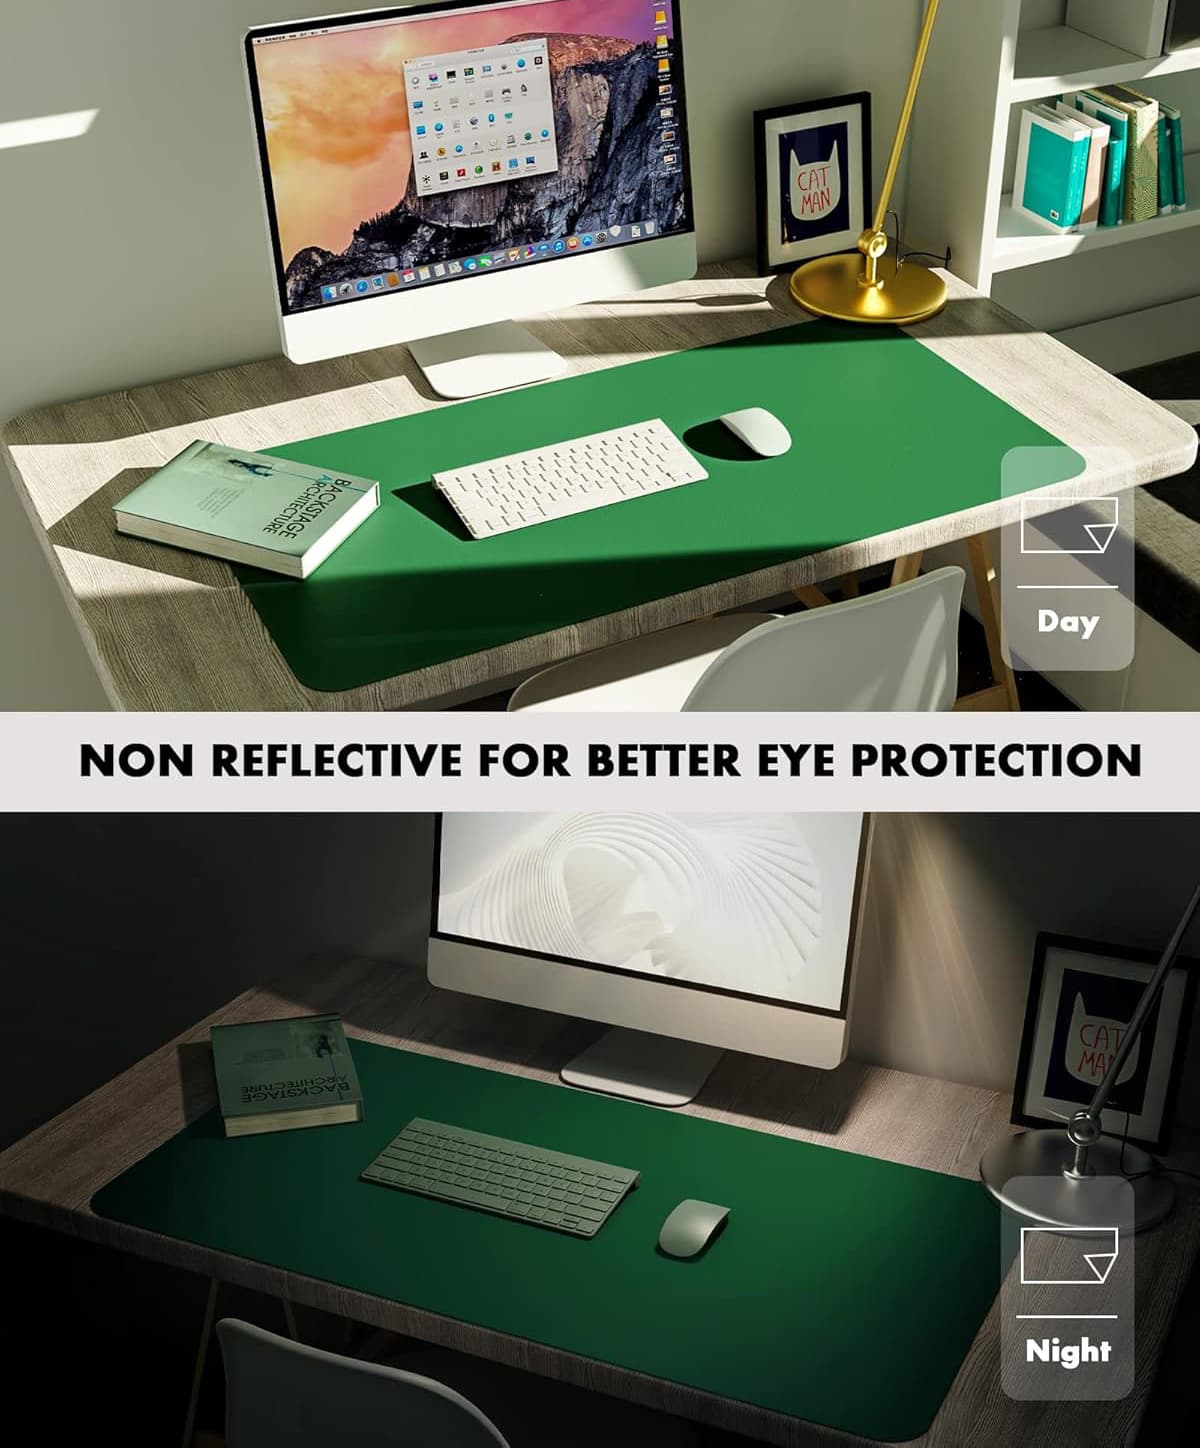 CAT
MAN
BACKSTAGE
ARCHITECTURE
Day
NON REFLECTIVE FOR BETTER EYE PROTECTION
CAT
MAN
BACKSTAGE
ARCHITECTURE
Night